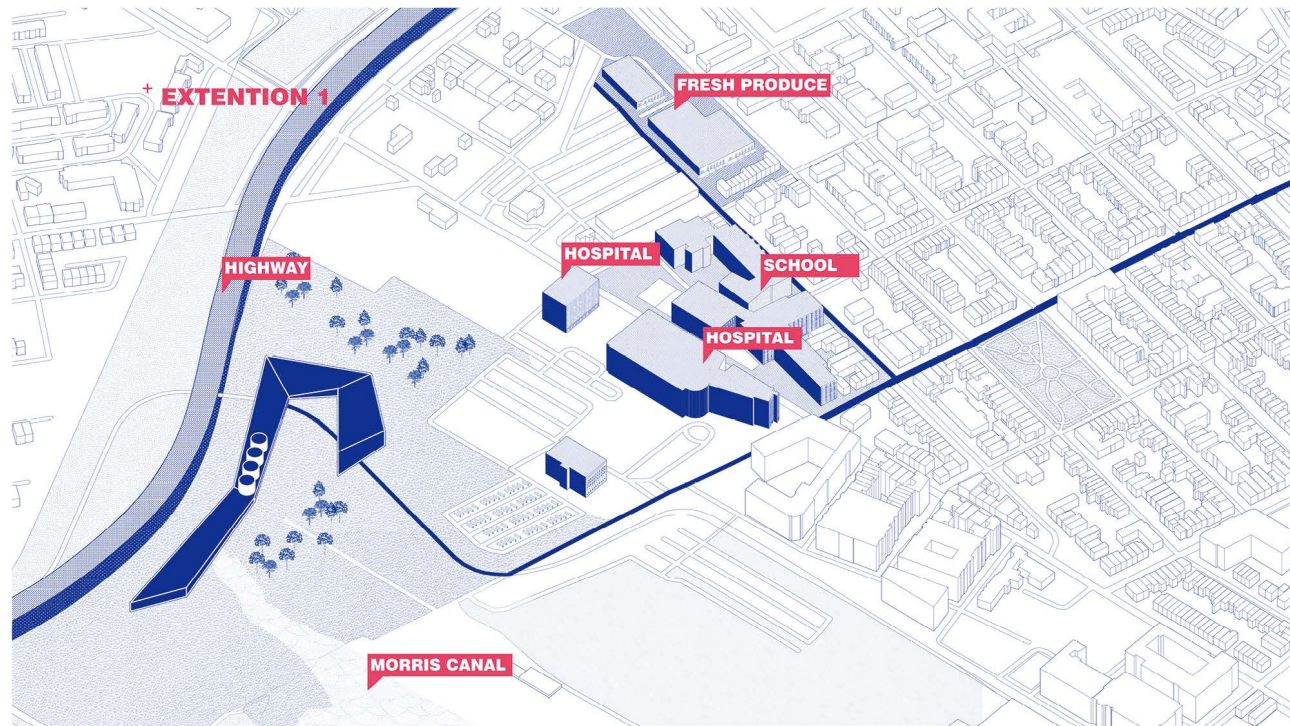 + EXTENTION 1
FRESH PRODUCE
HOSPITAL
SCHOOL
HIGHWAY
HOSPITAL
MORRIS CANAL